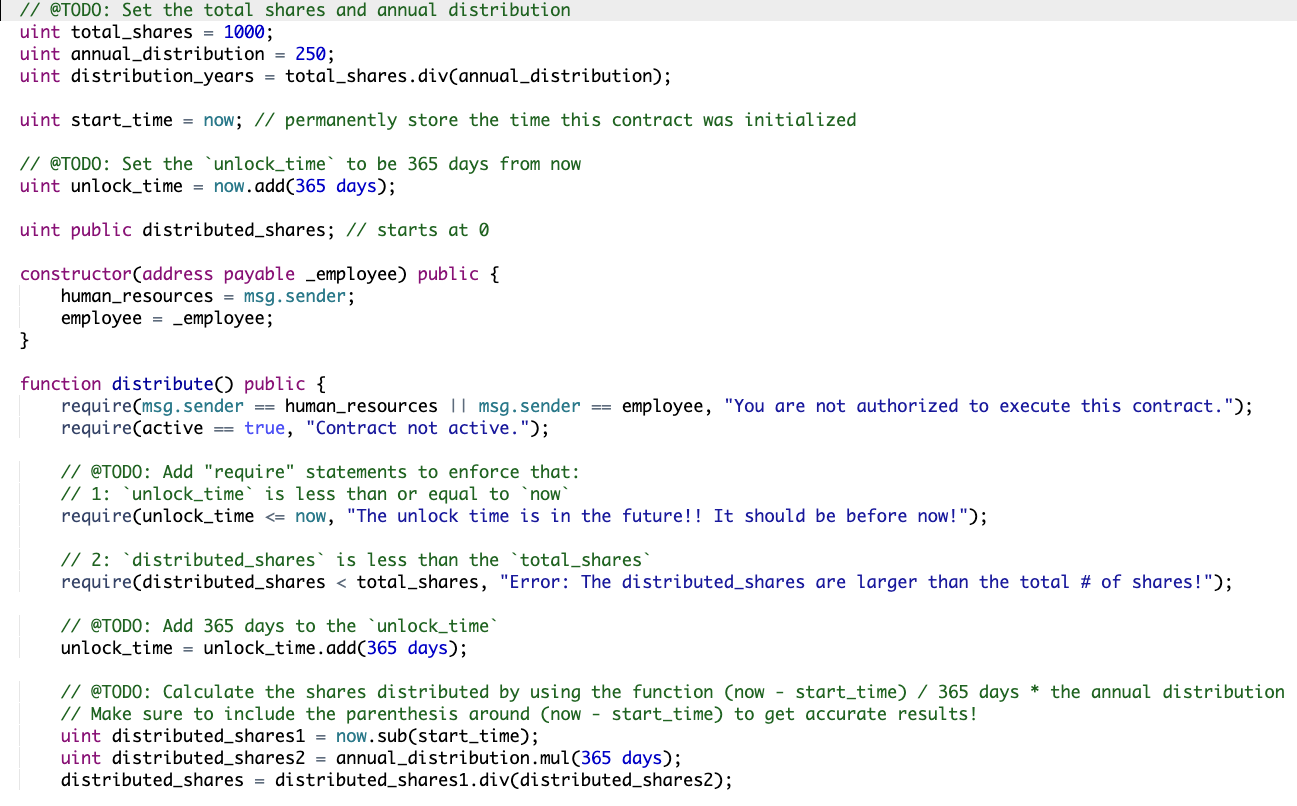 // @TODO: Set the total shares and annual distribution
uint total_shares = 1000;
uint annual_distribution = 250;
uint distribution_years = total_shares.div(annual_distribution);

uint start_time = now; // permanently store the time this contract was initialized

// @TODO: Set the `unlock_time` to be 365 days from now
uint unlock_time = now.add(365 days);

uint public distributed_shares; // starts at 0

constructor(address payable _employee) public {
    human_resources = msg.sender;
    employee = _employee;
}

function distribute() public {
    require(msg.sender == human_resources || msg.sender == employee, "You are not authorized to execute this contract.");
    require(active == true, "Contract not active.");

    // @TODO: Add "require" statements to enforce that:
    // 1: `unlock_time` is less than or equal to `now`
    require(unlock_time <= now, "The unlock time is in the future!! It should be before now!");

    // 2: `distributed_shares` is less than the `total_shares`
    require(distributed_shares < total_shares, "Error: The distributed_shares are larger than the total # of shares!");

    // @TODO: Add 365 days to the `unlock_time`
    unlock_time = unlock_time.add(365 days);

    // @TODO: Calculate the shares distributed by using the function (now - start_time) / 365 days * the annual distribution
    // Make sure to include the parenthesis around (now - start_time) to get accurate results!
    uint distributed_shares1 = now.sub(start_time);
    uint distributed_shares2 = annual_distribution.mul(365 days);
    distributed_shares = distributed_shares1.div(distributed_shares2);